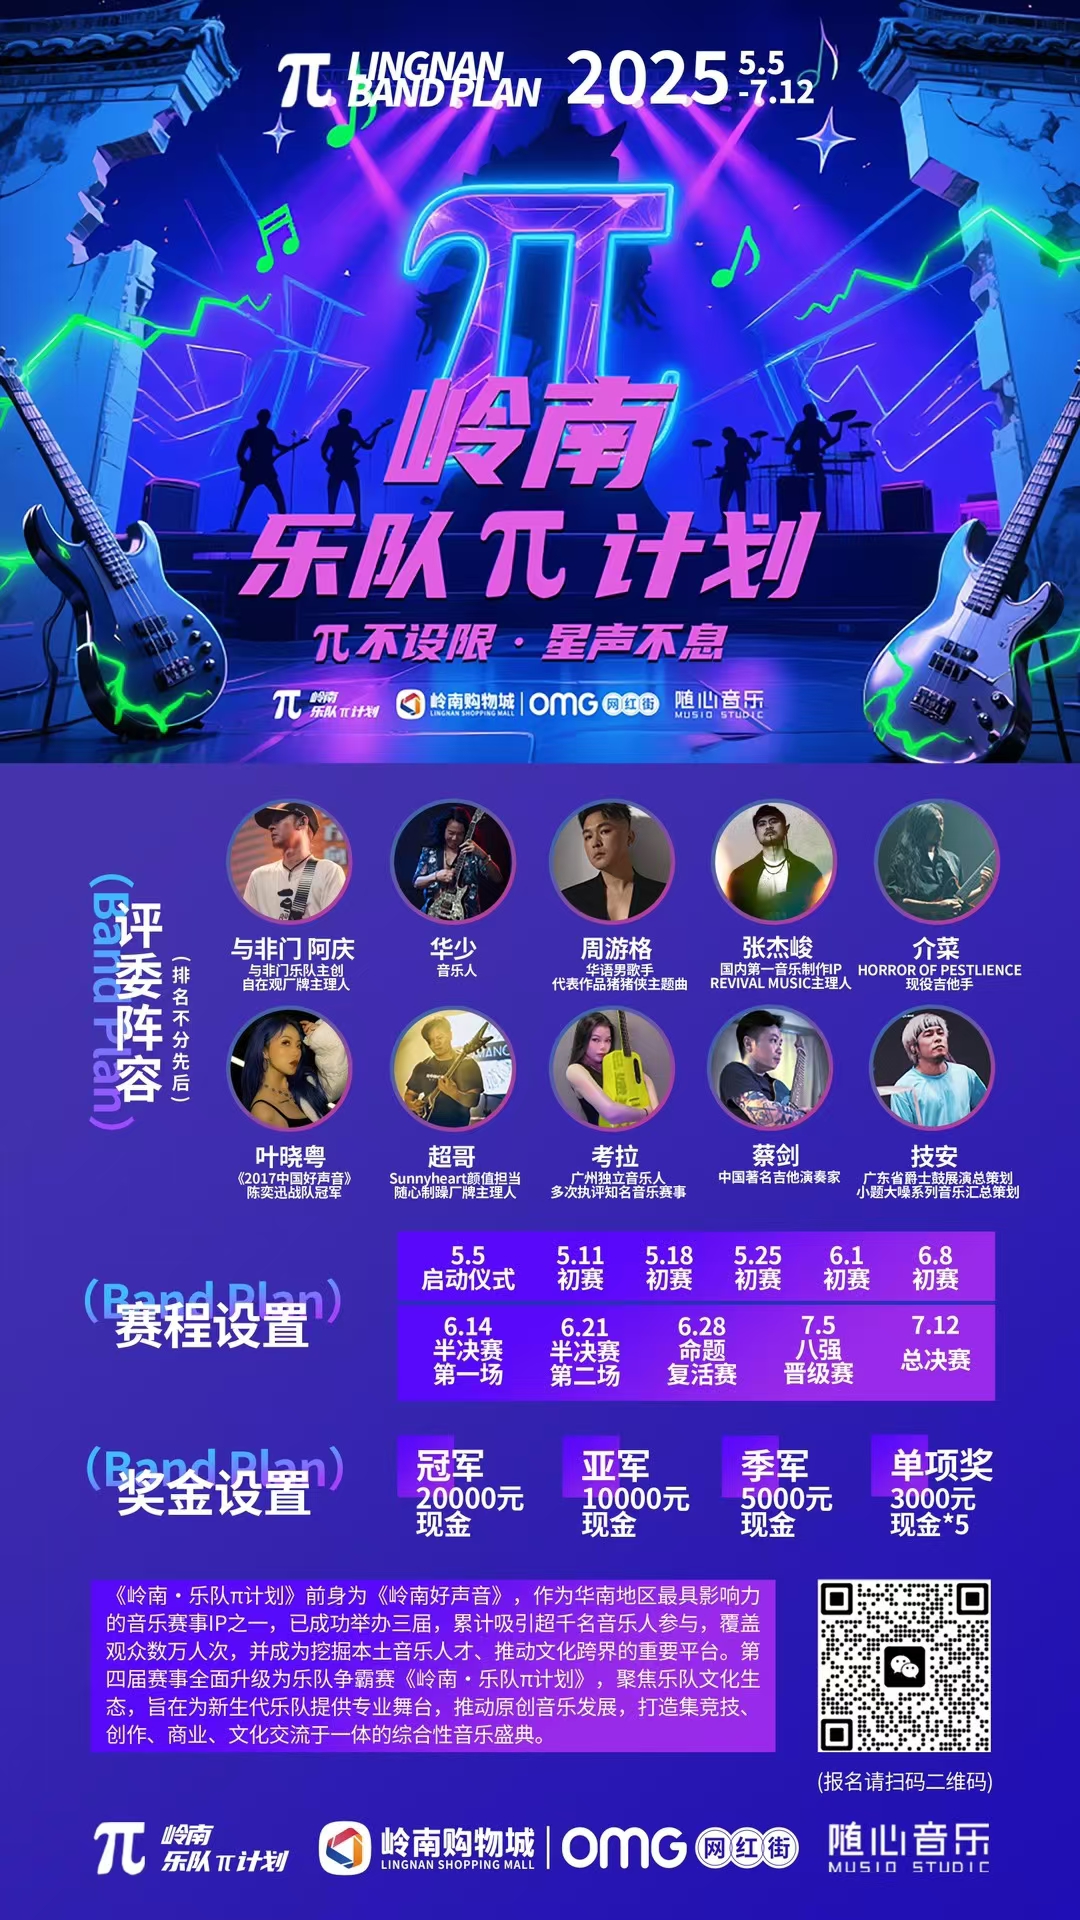 π LINGNAN
BAND PLAN
2025 5.5
-7.12
π
岭南
乐队π计划
π不设限·星声不息
π 岭南
乐队π计划
岭南购物城
LINGNAN SHOPPING MALL
OMG 网红街
随心音乐
MUSIO STUDIC
(Band Plan)
评委阵容
(排名不分先后)
与非门 阿庆
与非门乐队主创
自在观厂牌主理人
华少
音乐人
周游格
华语男歌手
代表作品猪猪侠主题曲
张杰峻
国内第一音乐制作IP
REVIVAL MUSIC主理人
介菜
HORROR OF PESTLIENCE
现役吉他手
叶晓粤
《2017中国好声音》
陈奕迅战队冠军
超哥
Sunnyheart颜值担当
随心制躁厂牌主理人
考拉
广州独立音乐人
多次执评知名音乐赛事
蔡剑
中国著名吉他演奏家
技安
广东省爵士鼓展演总策划
小题大噪系列音乐汇总策划
(Band Plan)
赛程设置
5.5
启动仪式
5.11
初赛
5.18
初赛
5.25
初赛
6.1
初赛
6.8
初赛
6.14
半决赛
第一场
6.21
半决赛
第二场
6.28
命题
复活赛
7.5
八强
晋级赛
7.12
总决赛
(Band Plan)
奖金设置
冠军
20000元
现金
亚军
10000元
现金
季军
5000元
现金
单项奖
3000元
现金*5
《岭南·乐队π计划》前身为《岭南好声音》，作为华南地区最具影响力
的音乐赛事IP之一，已成功举办三届，累计吸引超千名音乐人参与，覆盖
观众数万人次，并成为挖掘本土音乐人才、推动文化跨界的重要平台。第
四届赛事全面升级为乐队争霸赛《岭南·乐队π计划》，聚焦乐队文化生
态，旨在为新生代乐队提供专业舞台，推动原创音乐发展，打造集竞技、
创作、商业、文化交流于一体的综合性音乐盛典。
(报名请扫码二维码)
π 岭南
乐队π计划
岭南购物城
LINGNAN SHOPPING MALL
OMG 网红街
随心音乐
MUSIO STUDIC